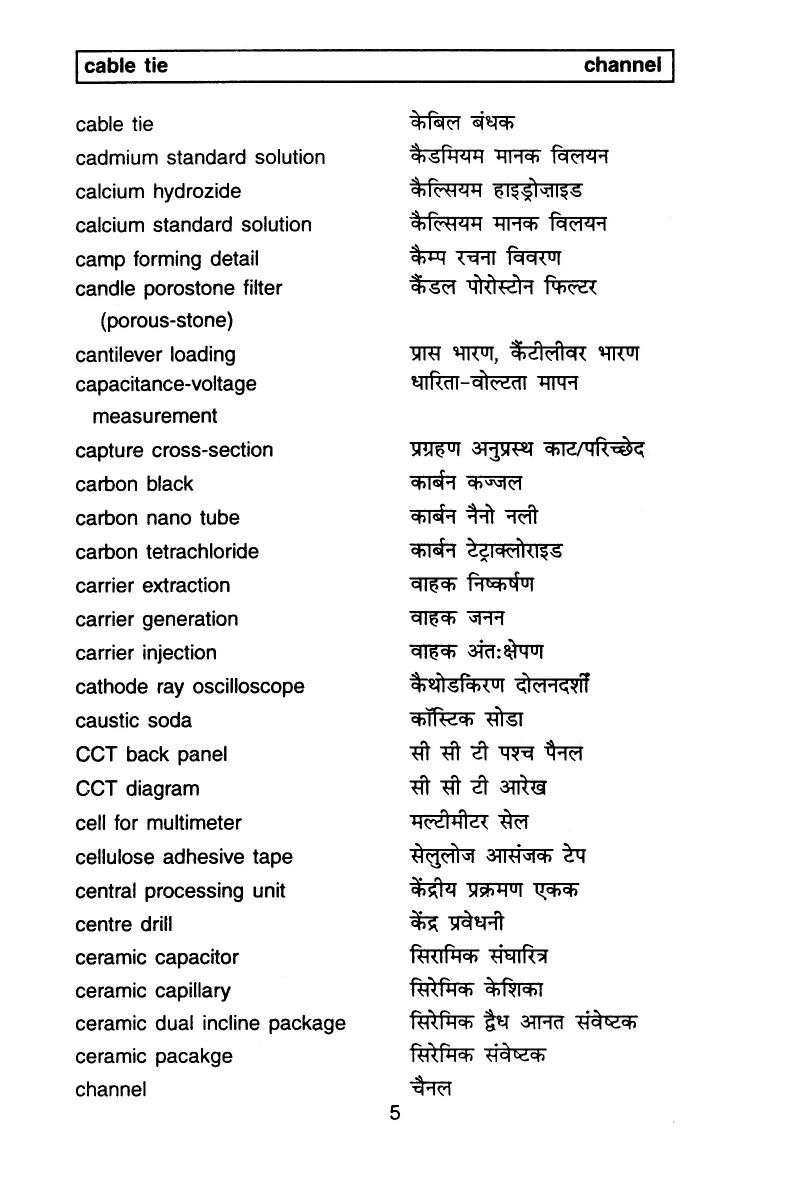 cable tie channel
cable tie केबिल बंधक
cadmium standard solution कैडमियम मानक विलयन
calcium hydrozide कैल्सियम हाइड्रोज़ाइड
calcium standard solution कैल्सियम मानक विलयन
camp forming detail कैम्प रचना विवरण
candle porostone filter कैंडल पोरोस्टोन फिल्टर
(porous-stone)
cantilever loading प्रास भारण, कैंटीलीवर भारण
capacitance-voltage धारिता-वोल्टता मापन
measurement
capture cross-section प्रग्रहण अनुप्रस्थ काट/परिच्छेद
carbon black कार्बन कज्जल
carbon nano tube कार्बन नैनो नली
carbon tetrachloride कार्बन टेट्राक्लोराइड
carrier extraction वाहक निष्कर्षण
carrier generation वाहक जनन
carrier injection वाहक अंत:क्षेपण
cathode ray oscilloscope कैथोडकिरण दोलनदर्शी
caustic soda कॉस्टिक सोडा
CCT back panel सी सी टी पश्च पैनल
CCT diagram सी सी टी आरेख
cell for multimeter मल्टीमीटर सेल
cellulose adhesive tape सेलुलोज आसंजक टेप
central processing unit केंद्रीय प्रक्रमण एकक
centre drill केंद्र प्रवेधनी
ceramic capacitor सिरामिक संघारित्र
ceramic capillary सिरेमिक केशिका
ceramic dual incline package सिरेमिक द्वैध आनत संवेष्टक
ceramic pacakge सिरेमिक संवेष्टक
channel चैनल
5